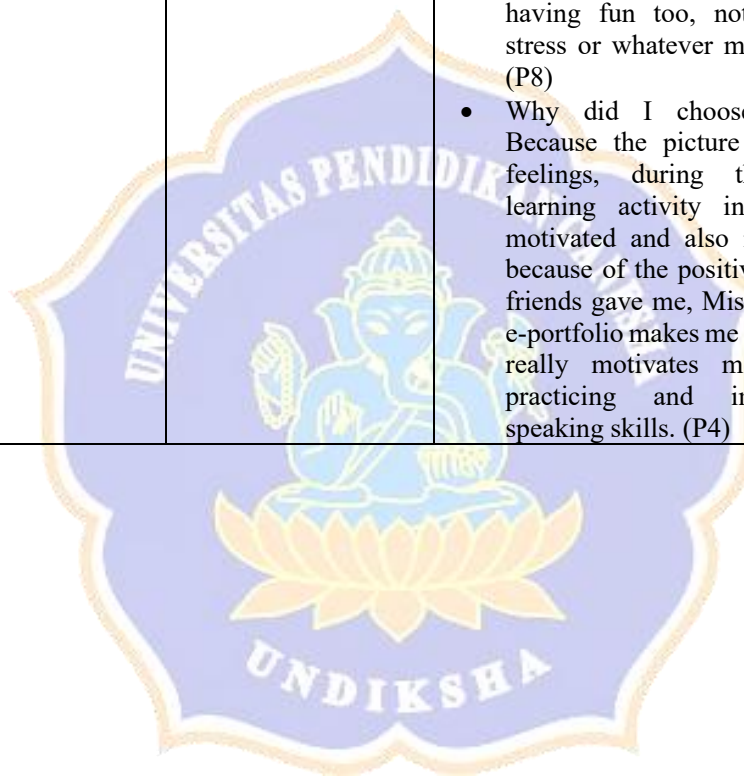 having fun too, not
stress or whatever m
(P8)
• Why did I choose
Because the picture
feelings, during t
learning activity in
motivated and also
because of the positiv
friends gave me, Mis
e-portfolio makes me
really motivates m
practicing and i
speaking skills. (P4)
UNIVERSITAS PENDIDIKAN GANESHA
UNDIKSHA